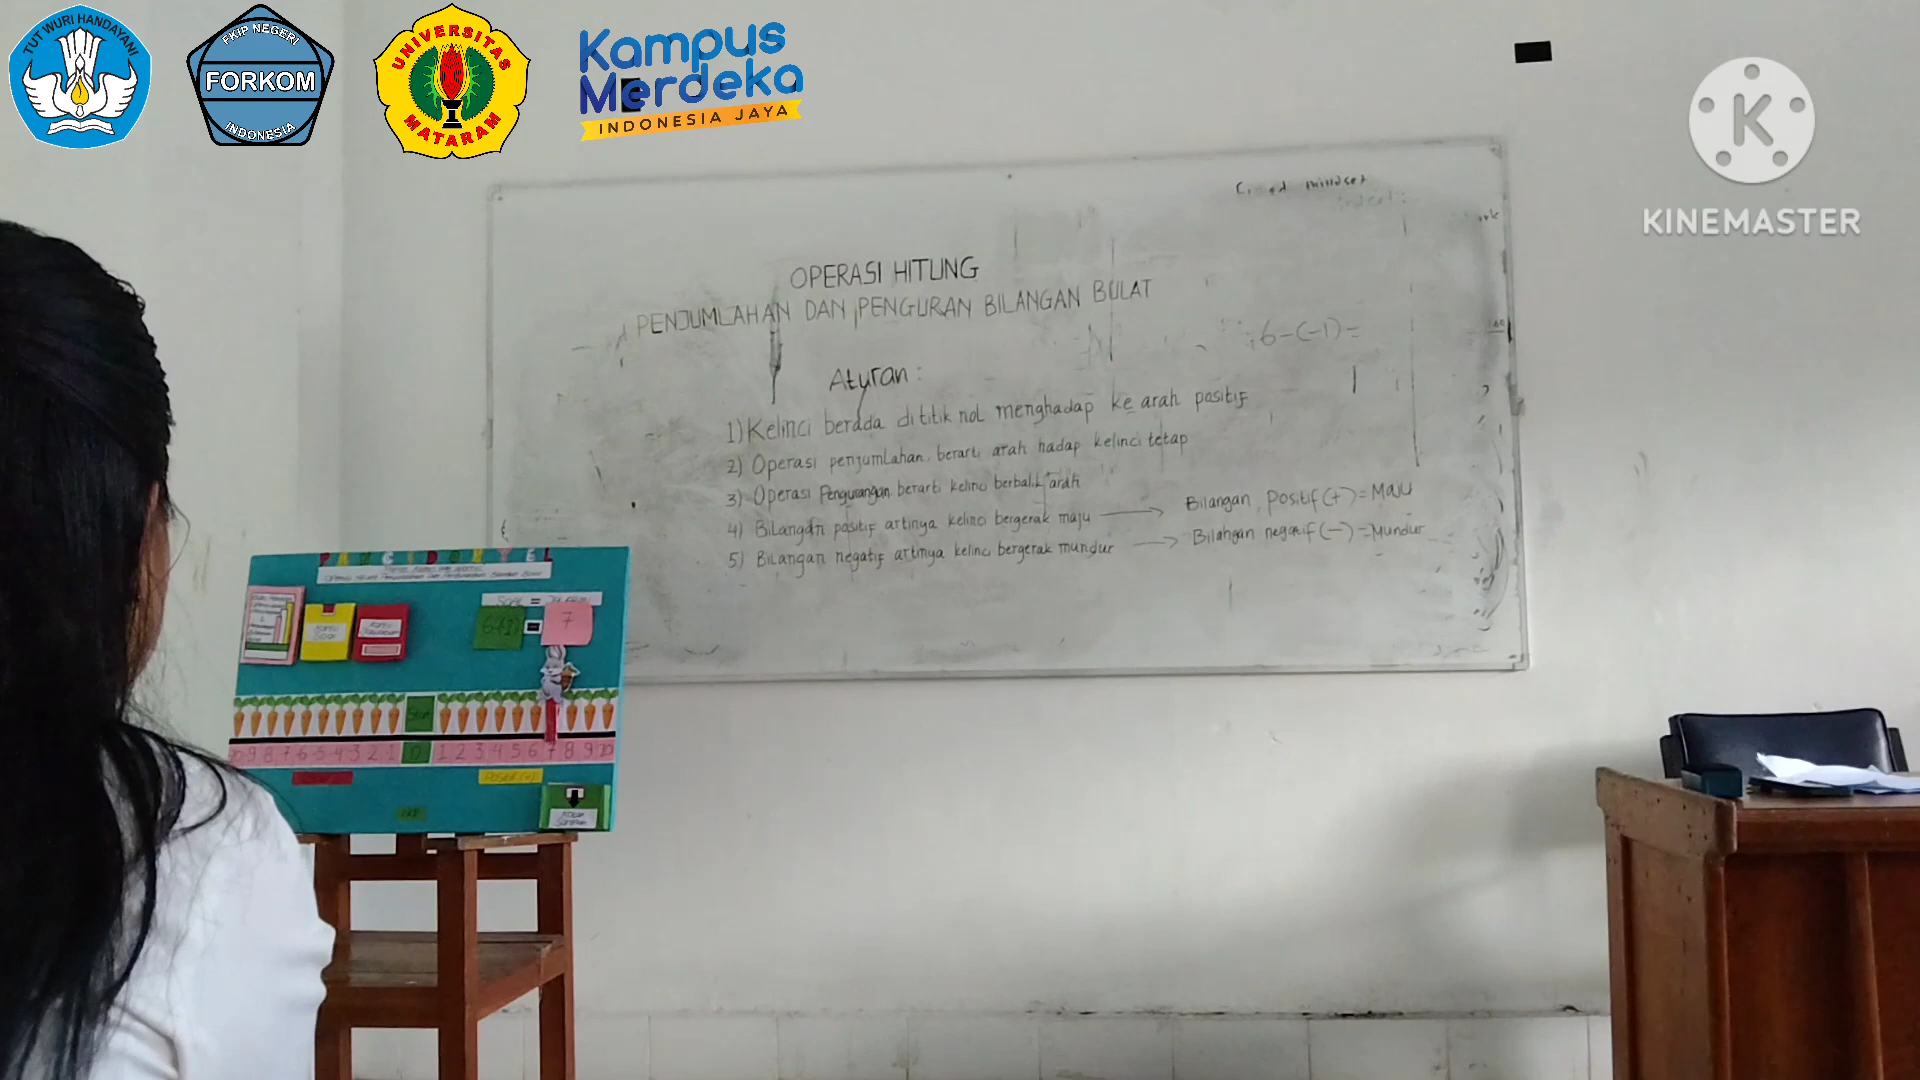 TUT WURI HANDAYANI
FKIP NEGERI
FORKOM
INDONESIA
UNIVERSITAS
MATARAM
Kampus
Merdeka
INDONESIA JAYA
K
KINEMASTER
OPERASI HITUNG
PENJUMLAHAN DAN PENGURAN BILANGAN BULAT
6-(-1)=
Aturan :
1) Kelinci berada di titik nol menghadap ke arah positif
2) Operasi penjumlahan berarti arah hadap kelinci tetap
3) Operasi Pengurangan berarti kelinci berbalik arah
4) Bilangan positif artinya kelinci bergerak maju → Bilangan Positif (+) = Maju
5) Bilangan negatif artinya kelinci bergerak mundur → Bilangan negatif (-) = Mundur
SOAL =
7
Start
10 9 8 7 6 5 4 3 2 1 0 1 2 3 4 5 6 7 8 9 10
Positif (+)